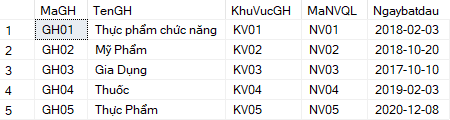 MaGH TenGH KhuVucGH MaNVQL Ngaybatdau
1 GH01 Thực phẩm chức năng KV01 NV01 2018-02-03
2 GH02 Mỹ Phẩm KV02 NV02 2018-10-20
3 GH03 Gia Dụng KV03 NV03 2017-10-10
4 GH04 Thuốc KV04 NV04 2019-02-03
5 GH05 Thực Phẩm KV05 NV05 2020-12-08